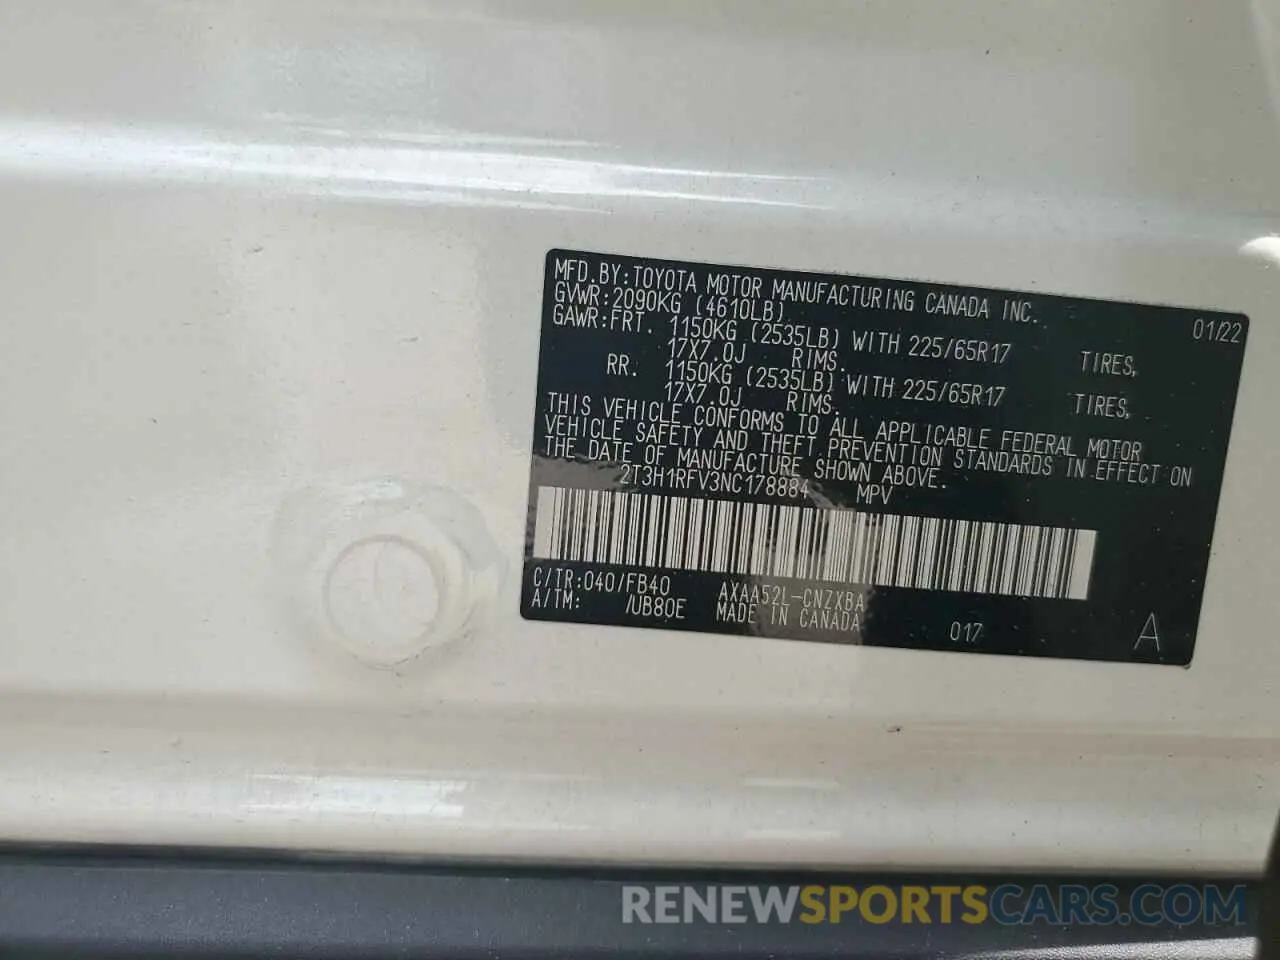 MFD.BY:TOYOTA MOTOR MANUFACTURING CANADA INC.
GVWR:2090KG (4610LB) 01/22
GAWR:FRT. 1150KG (2535LB) WITH 225/65R17 TIRES,
17X7.0J RIMS.
RR. 1150KG (2535LB) WITH 225/65R17 TIRES,
17X7.0J RIMS.
THIS VEHICLE CONFORMS TO ALL APPLICABLE FEDERAL MOTOR
VEHICLE SAFETY AND THEFT PREVENTION STANDARDS IN EFFECT ON
THE DATE OF MANUFACTURE SHOWN ABOVE.
2T3H1RFV3NC178884 MPV
C/TR:040/FB40 AXAA52L-CNZXBA
A/TM: /UB80E MADE IN CANADA 017 A
RENEWSPORTSCARS.COM